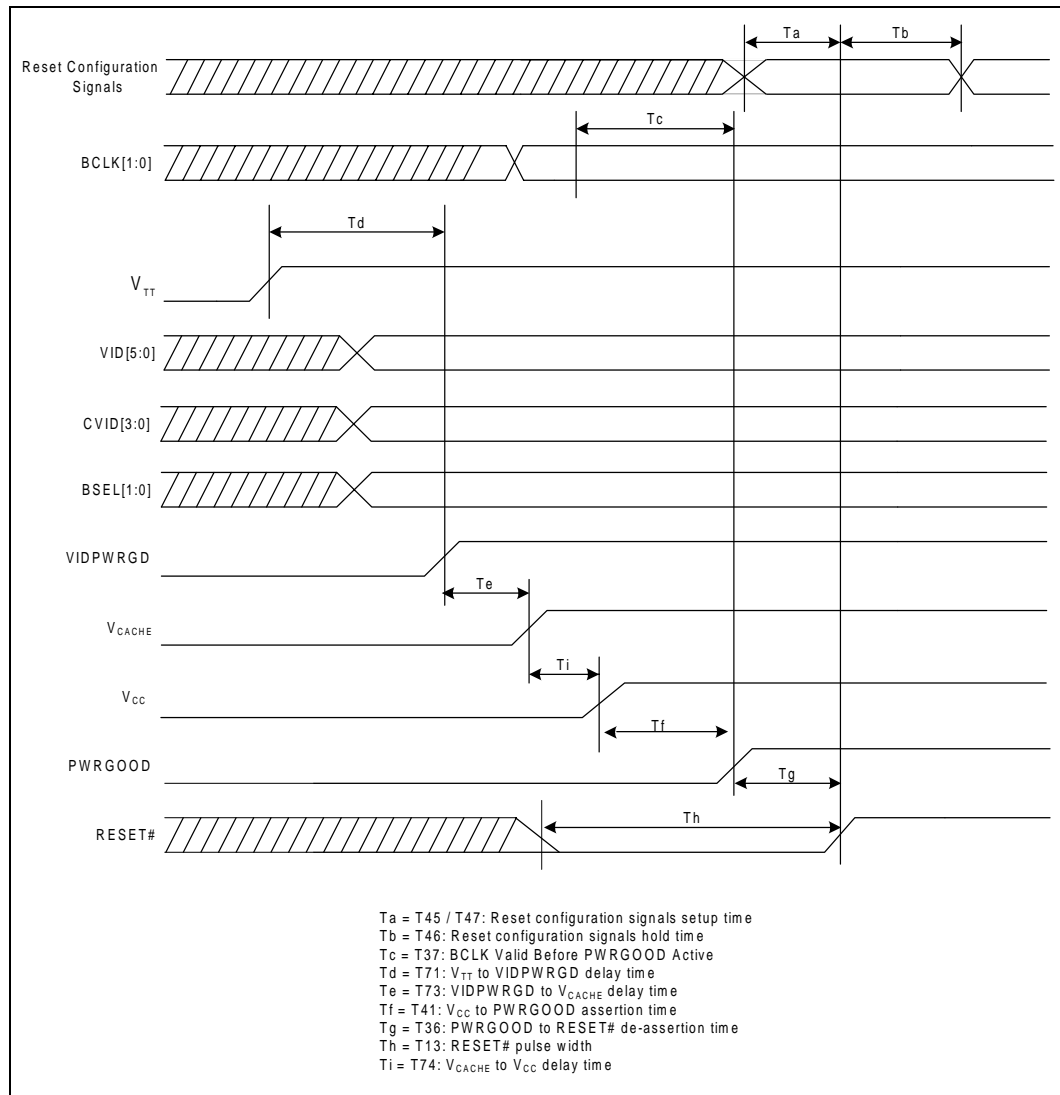 Ta
Tb
Reset Configuration
Signals
Tc
BCLK[1:0]
Td
VTT
VID[5:0]
CVID[3:0]
BSEL[1:0]
VIDPWRGD
Te
VCACHE
Ti
VCC
Tf
PWRGOOD
Tg
Th
RESET#
Ta = T45 / T47: Reset configuration signals setup time
Tb = T46: Reset configuration signals hold time
Tc = T37: BCLK Valid Before PWRGOOD Active
Td = T71: VTT to VIDPWRGD delay time
Te = T73: VIDPWRGD to VCACHE delay time
Tf = T41: VCC to PWRGOOD assertion time
Tg = T36: PWRGOOD to RESET# de-assertion time
Th = T13: RESET# pulse width
Ti = T74: VCACHE to VCC delay time